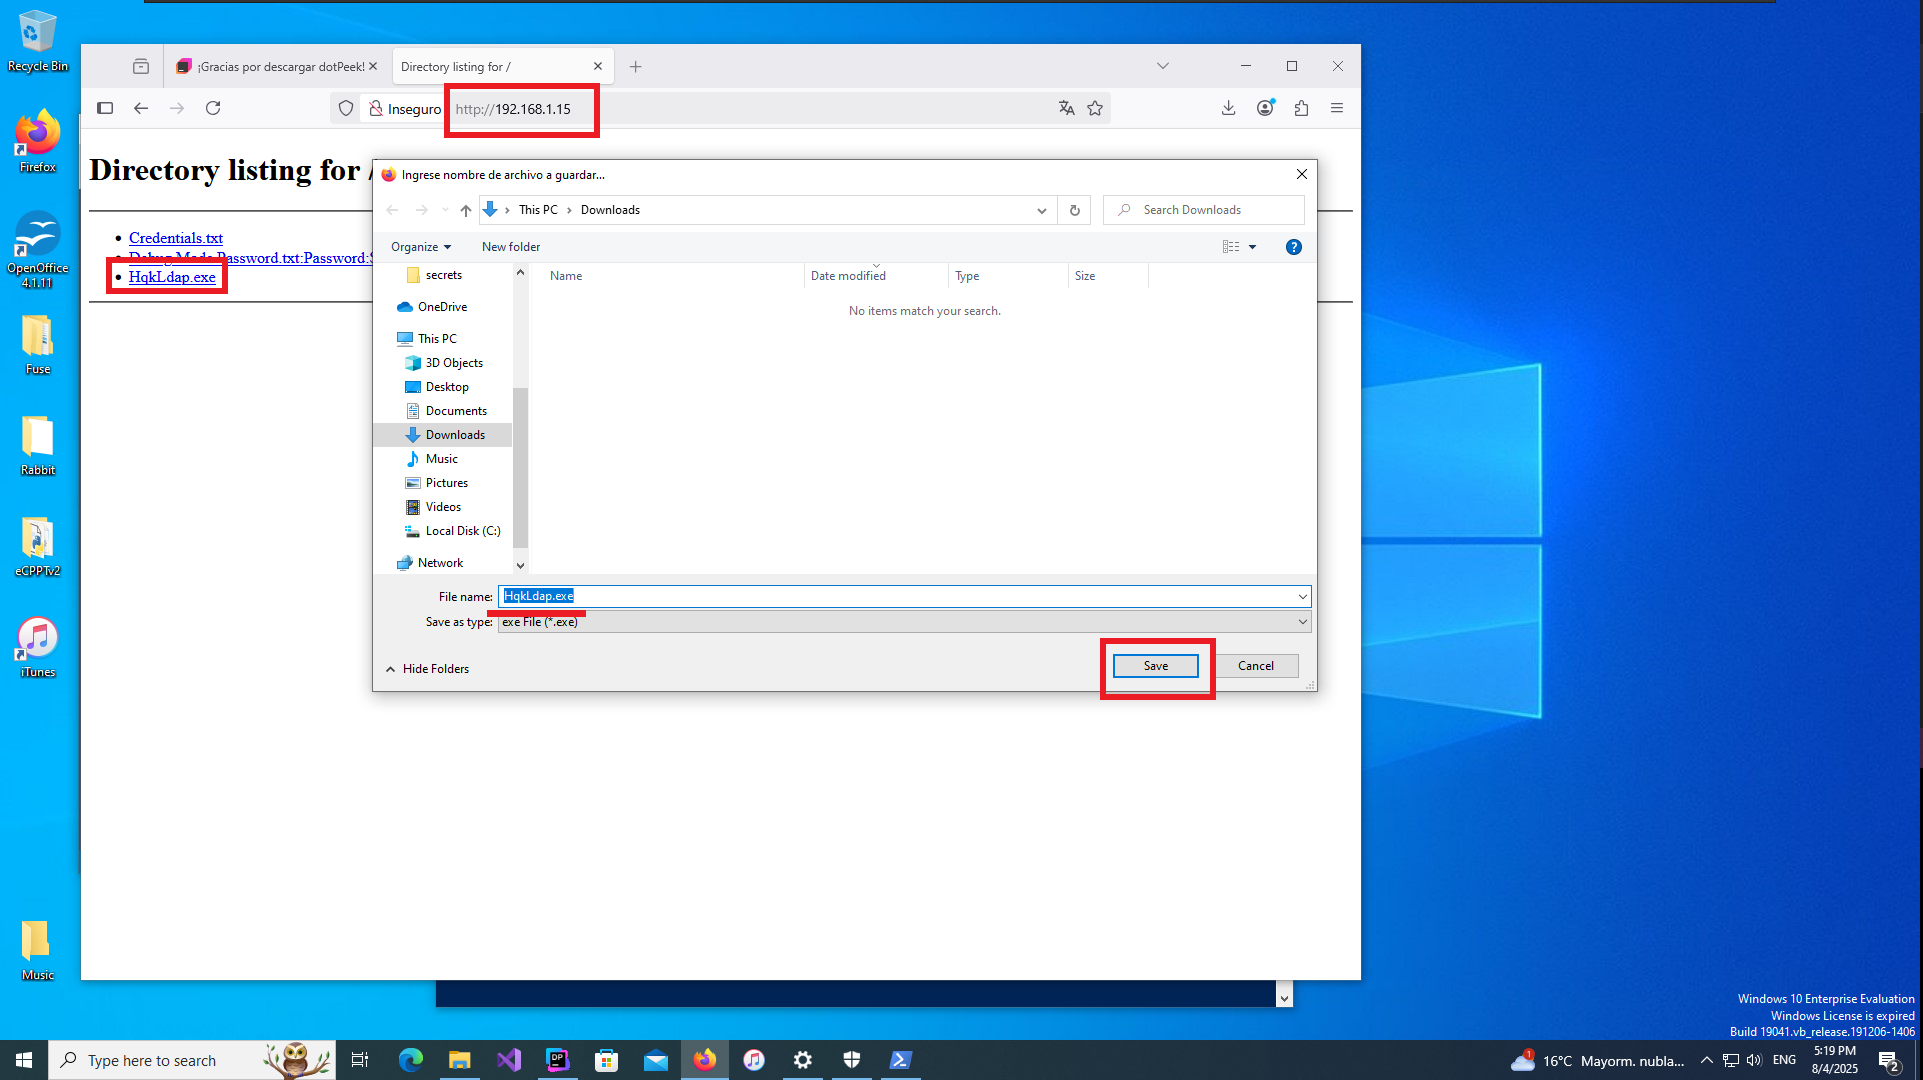 Recycle Bin
Firefox
OpenOffice
4.1.11
Fuse
Rabbit
eCPPTv2
iTunes
Music
¡Gracias por descargar dotPeek!
Directory listing for /
Inseguro
http://192.168.1.15
Directory listing for /
Credentials.txt
Debug Mode Password.txt:Password:
HqkLdap.exe
Ingrese nombre de archivo a guardar...
This PC
Downloads
Search Downloads
Organize
New folder
secrets
OneDrive
This PC
3D Objects
Desktop
Documents
Downloads
Music
Pictures
Videos
Local Disk (C:)
Network
Name
Date modified
Type
Size
No items match your search.
File name:
HqkLdap.exe
Save as type:
exe File (*.exe)
Hide Folders
Save
Cancel
Windows 10 Enterprise Evaluation
Windows License is expired
Build 19041.vb_release.191206-1406
Type here to search
DP
1
16°C Mayorm. nubla...
ENG
5:19 PM
8/4/2025
2